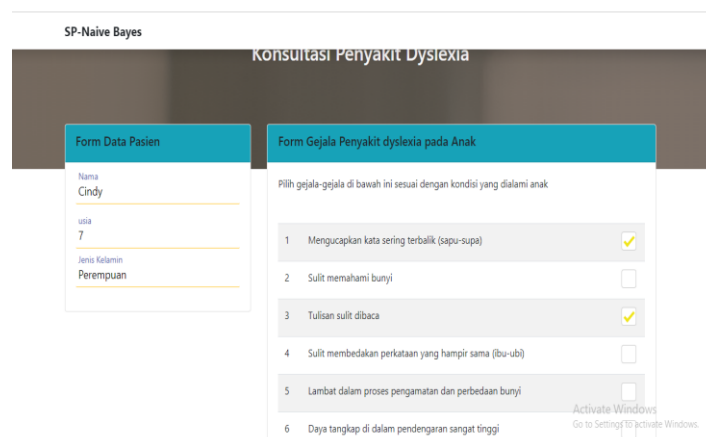 SP-Naive Bayes
Konsultasi Penyakit Dyslexia
Form Data Pasien
Nama
Cindy
usia
7
Jenis Kelamin
Perempuan
Form Gejala Penyakit dyslexia pada Anak
Pilih gejala-gejala di bawah ini sesuai dengan kondisi yang dialami anak
1 Mengucapkan kata sering terbalik (sapu-supa)
2 Sulit memahami bunyi
3 Tulisan sulit dibaca
4 Sulit membedakan perkataan yang hampir sama (ibu-ubi)
5 Lambat dalam proses pengamatan dan perbedaan bunyi
6 Daya tangkap di dalam pendengaran sangat tinggi
Activate Windows
Go to Settings to activate Windows.